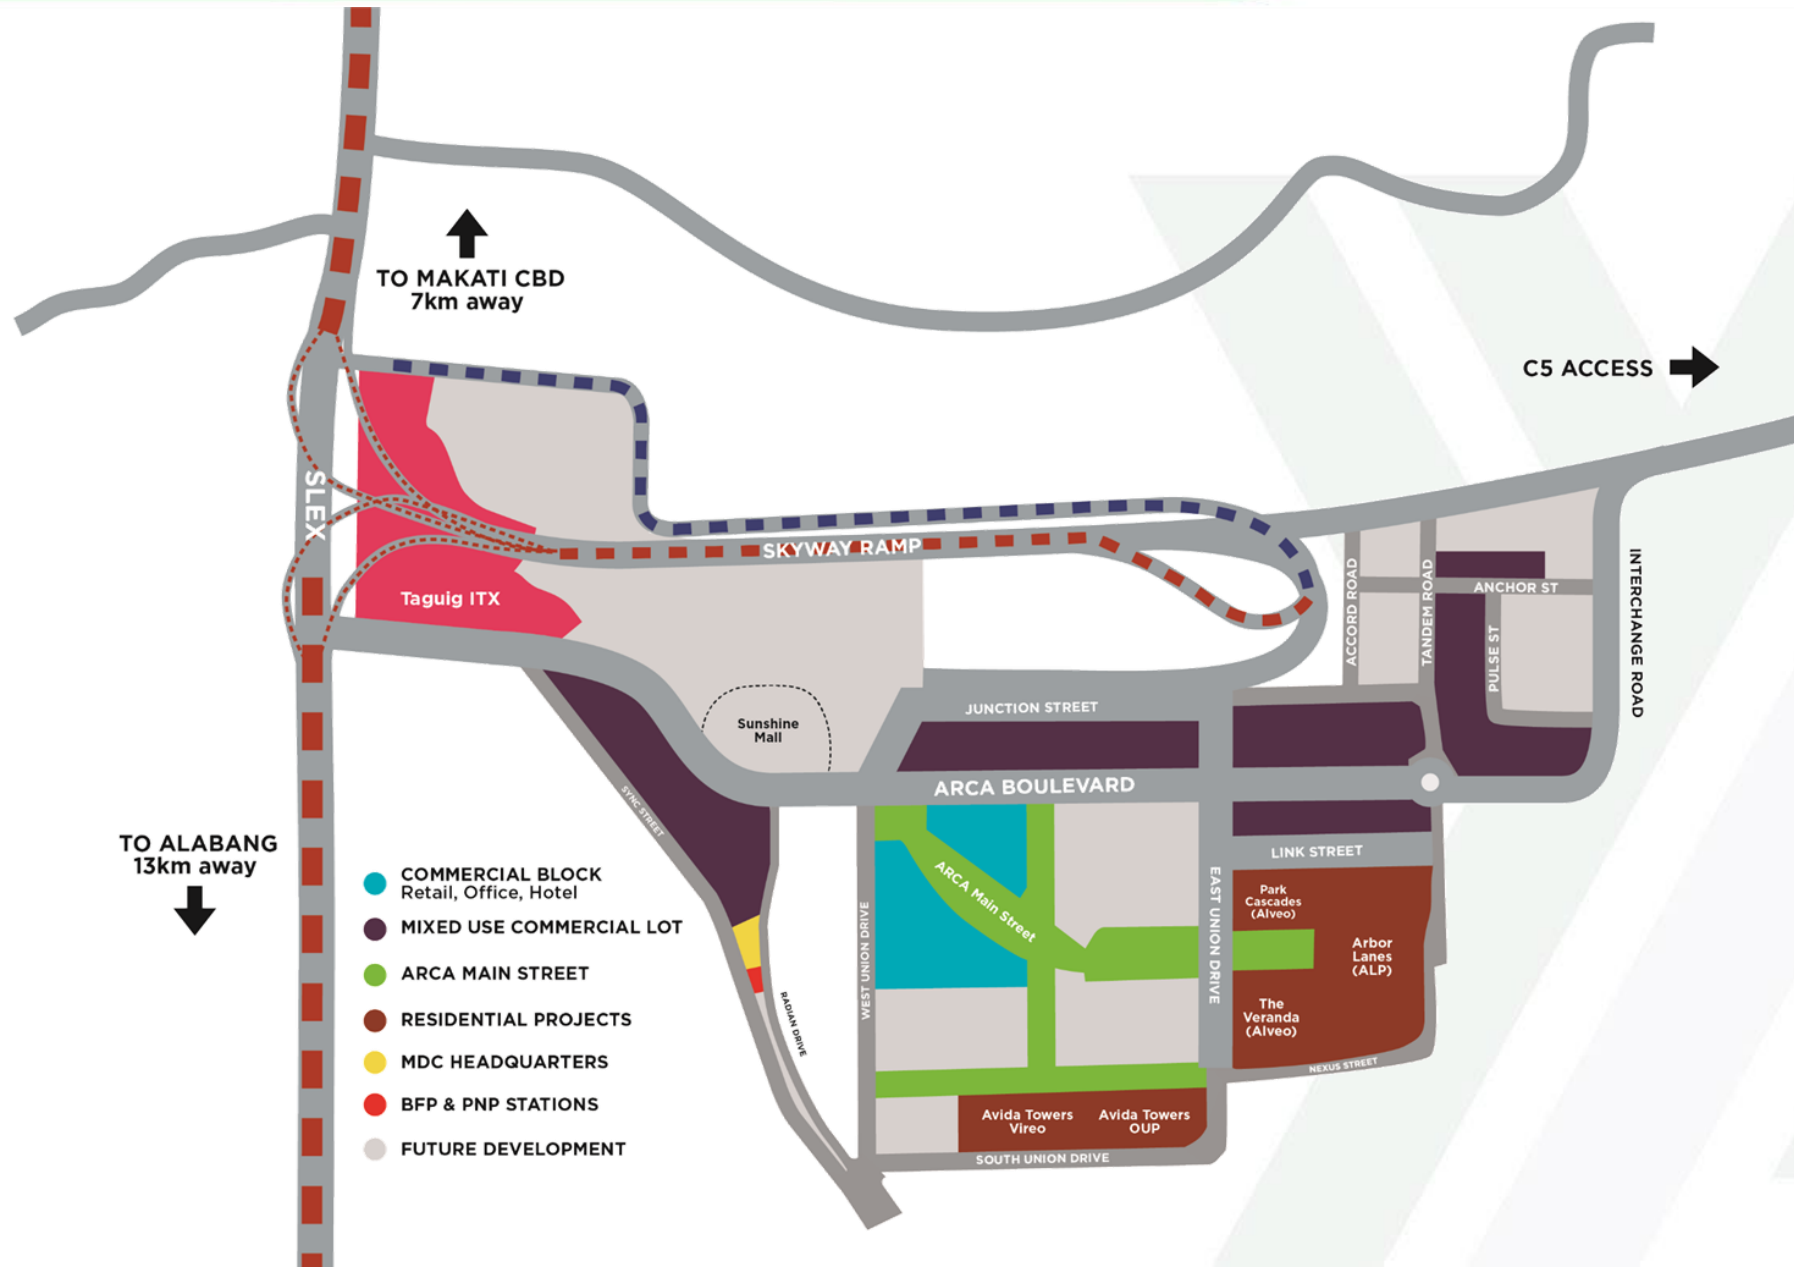 TO MAKATI CBD
7km away
C5 ACCESS
SLEX
SKYWAY RAMP
Taguig ITX
ACCORD ROAD
TANDEM ROAD
ANCHOR ST
PULSE ST
INTERCHANGE ROAD
Sunshine
Mall
JUNCTION STREET
ARCA BOULEVARD
SYNC STREET
TO ALABANG
13km away
LINK STREET
ARCA Main Street
EAST UNION DRIVE
WEST UNION DRIVE
RADIAN DRIVE
Park
Cascades
(Alveo)
Arbor
Lanes
(ALP)
The
Veranda
(Alveo)
NEXUS STREET
Avida Towers
Vireo
Avida Towers
OUP
SOUTH UNION DRIVE
COMMERCIAL BLOCK
Retail, Office, Hotel
MIXED USE COMMERCIAL LOT
ARCA MAIN STREET
RESIDENTIAL PROJECTS
MDC HEADQUARTERS
BFP & PNP STATIONS
FUTURE DEVELOPMENT